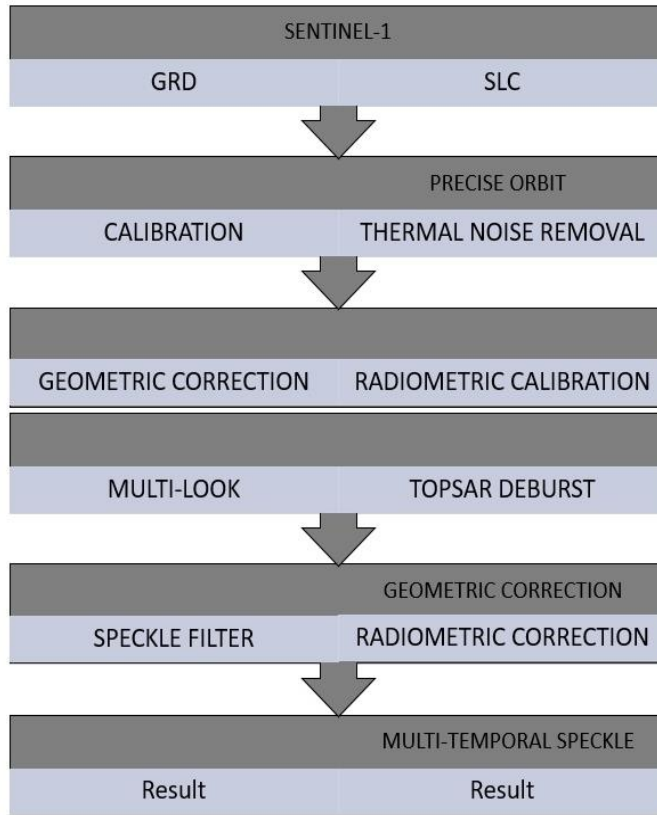 SENTINEL-1
GRD SLC
PRECISE ORBIT
CALIBRATION THERMAL NOISE REMOVAL
GEOMETRIC CORRECTION RADIOMETRIC CALIBRATION
MULTI-LOOK TOPSAR DEBURST
GEOMETRIC CORRECTION
SPECKLE FILTER RADIOMETRIC CORRECTION
MULTI-TEMPORAL SPECKLE
Result Result